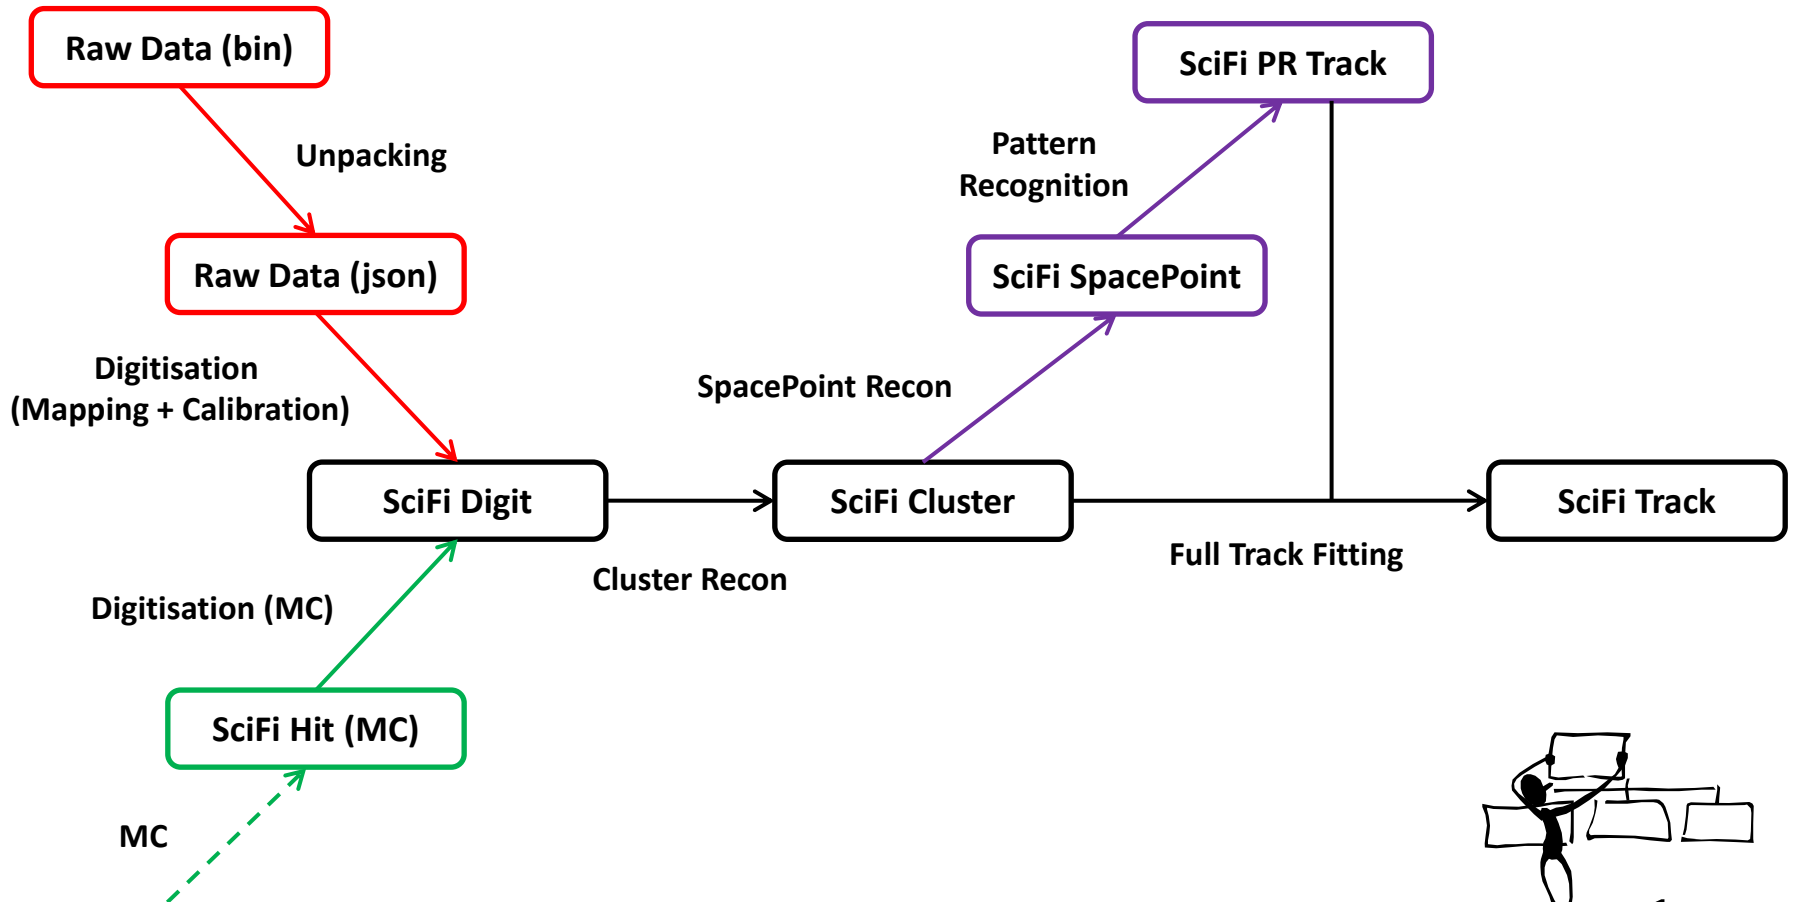 Raw Data (bin)
SciFi PR Track
Unpacking
Pattern
Recognition
Raw Data (json)
SciFi SpacePoint
Digitisation
(Mapping + Calibration)
SpacePoint Recon
SciFi Digit
SciFi Cluster
SciFi Track
Full Track Fitting
Cluster Recon
Digitisation (MC)
SciFi Hit (MC)
MC